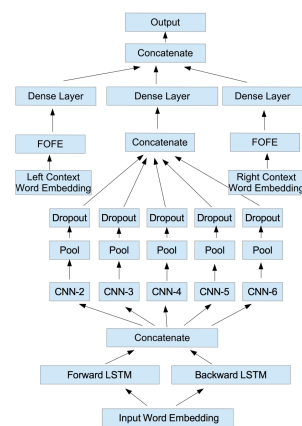 Output
Concatenate
Dense Layer Dense Layer Dense Layer
FOFE Concatenate FOFE
Left Context
Word Embedding
Right Context
Word Embedding
Dropout Dropout Dropout Dropout Dropout
Pool Pool Pool Pool Pool
CNN-2 CNN-3 CNN-4 CNN-5 CNN-6
Concatenate
Forward LSTM Backward LSTM
Input Word Embedding